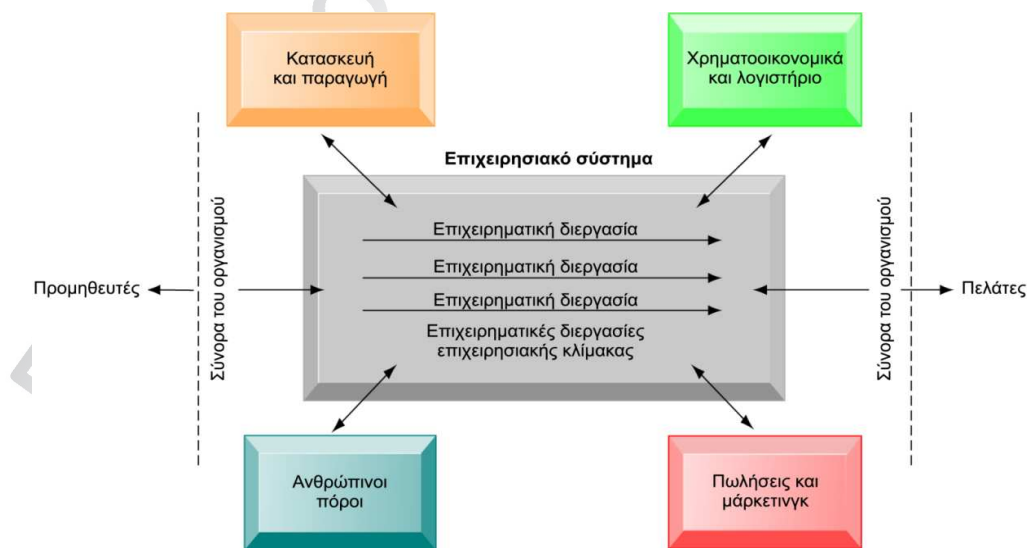 Κατασκευή
και παραγωγή
Χρηματοοικονομικά
και λογιστήριο
Επιχειρησιακό σύστημα
Επιχειρηματική διεργασία
Επιχειρηματική διεργασία
Επιχειρηματική διεργασία
Επιχειρηματικές διεργασίες
επιχειρησιακής κλίμακας
Προμηθευτές
Σύνορα του οργανισμού
Σύνορα του οργανισμού
Πελάτες
Ανθρώπινοι
πόροι
Πωλήσεις και
μάρκετινγκ